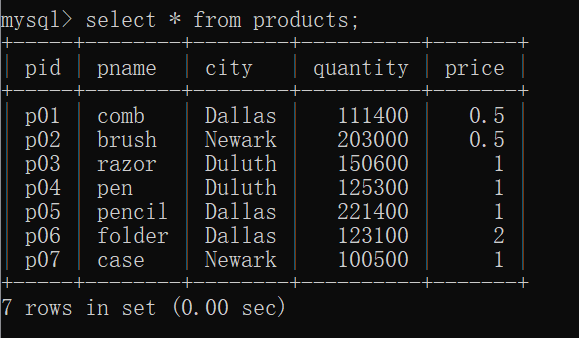 mysql> select * from products;
+-----+--------+--------+----------+-------+
| pid | pname  | city   | quantity | price |
+-----+--------+--------+----------+-------+
| p01 | comb   | Dallas |   111400 |   0.5 |
| p02 | brush  | Newark |   203000 |   0.5 |
| p03 | razor  | Duluth |   150600 |     1 |
| p04 | pen    | Duluth |   125300 |     1 |
| p05 | pencil | Dallas |   221400 |     1 |
| p06 | folder | Dallas |   123100 |     2 |
| p07 | case   | Newark |   100500 |     1 |
+-----+--------+--------+----------+-------+
7 rows in set (0.00 sec)